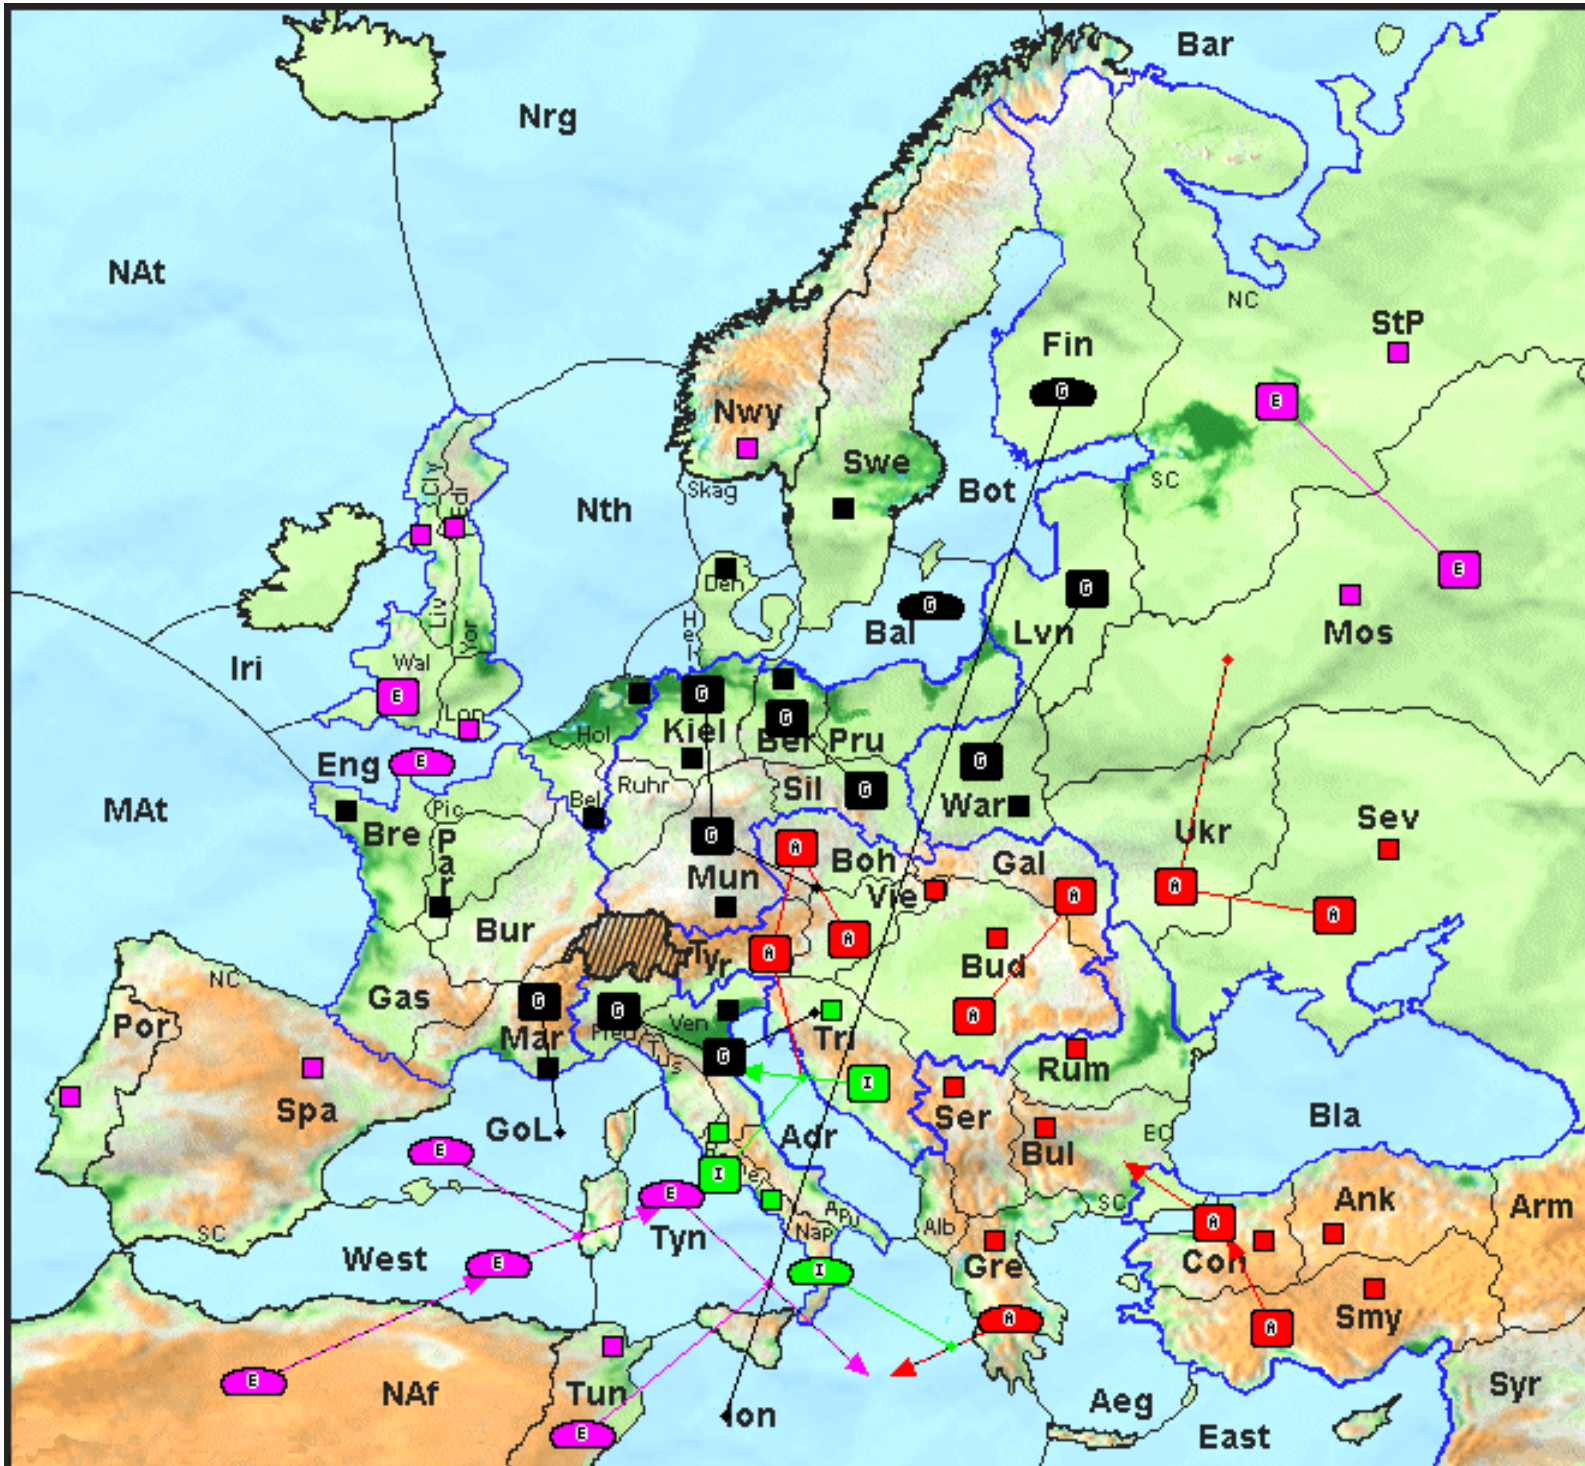 Bar
Nrg
NAt
NC
StP
Fin
E
G
Nwy
Swe
Skag
Bot
SC
Nth
Cly
Edi
E
Den
G
G
Mos
Bal
Lvn
Hel
Liv
Yor
Iri
Wal
E
Lon
G
G
Kiel
Ber
Pru
Hol
Eng
E
G
Ruhr
Sil
G
War
MAt
Pic
Bel
Bre
Par
Ukr
Sev
G
A
Boh
Gal
Mun
Vie
A
A
A
Bur
A
A
Bud
Tyr
NC
Gas
G
G
Por
Mar
Pied
Ven
Tus
Tri
A
G
Rum
I
Ser
Spa
GoL
Adr
Bul
EC
Bla
E
I
E
Ank
Arm
SC
Apu
SC
West
Tyn
Nap
Alb
A
Con
E
I
Gre
Smy
A
A
E
NAf
Tun
Aeg
Syr
Ion
E
East